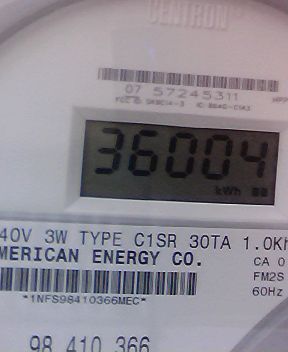 CENTRON
07 57245311
36004
kWh
40V 3W TYPE C1SR 30TA 1.0Kh
MERICAN ENERGY CO.
CA 0
FM2S
60Hz
*1NFS98410366MEC*
98 410 366